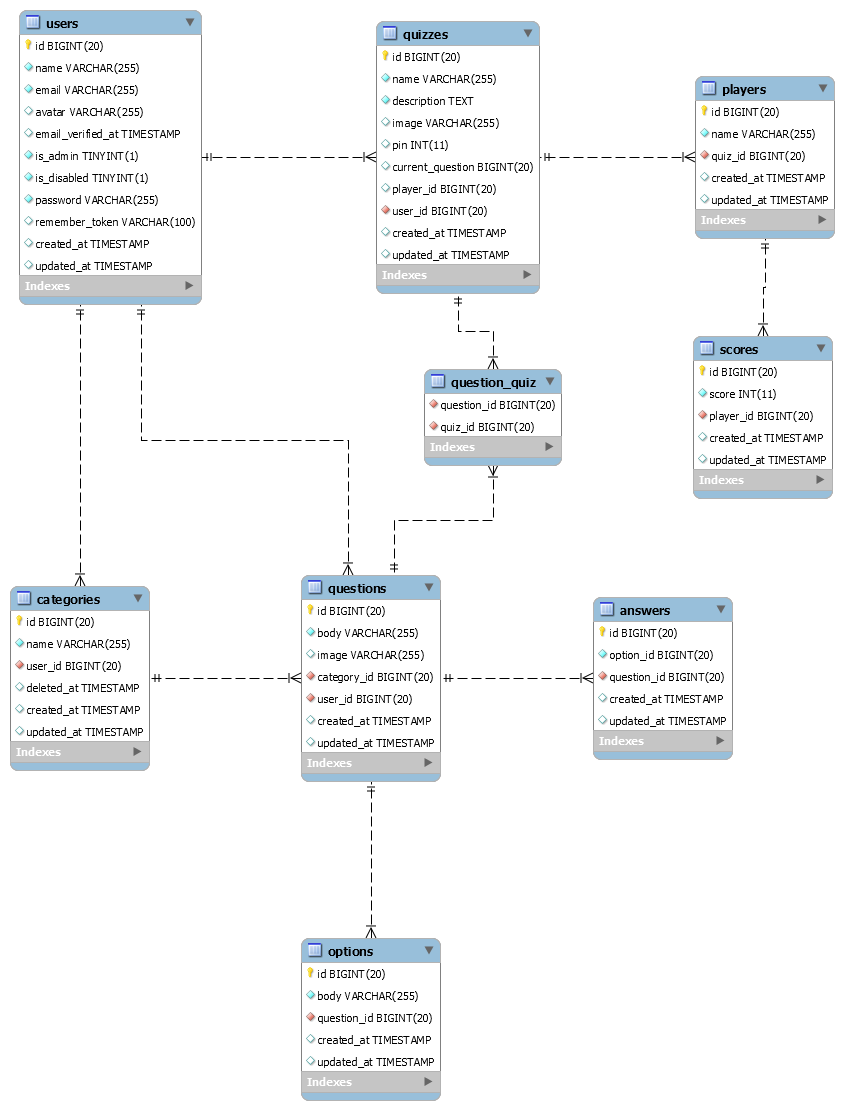 users
id BIGINT(20)
name VARCHAR(255)
email VARCHAR(255)
avatar VARCHAR(255)
email_verified_at TIMESTAMP
is_admin TINYINT(1)
is_disabled TINYINT(1)
password VARCHAR(255)
remember_token VARCHAR(100)
created_at TIMESTAMP
updated_at TIMESTAMP
Indexes
quizzes
id BIGINT(20)
name VARCHAR(255)
description TEXT
image VARCHAR(255)
pin INT(11)
current_question BIGINT(20)
player_id BIGINT(20)
user_id BIGINT(20)
created_at TIMESTAMP
updated_at TIMESTAMP
Indexes
players
id BIGINT(20)
name VARCHAR(255)
quiz_id BIGINT(20)
created_at TIMESTAMP
updated_at TIMESTAMP
Indexes
question_quiz
question_id BIGINT(20)
quiz_id BIGINT(20)
Indexes
scores
id BIGINT(20)
score INT(11)
player_id BIGINT(20)
created_at TIMESTAMP
updated_at TIMESTAMP
Indexes
categories
id BIGINT(20)
name VARCHAR(255)
user_id BIGINT(20)
deleted_at TIMESTAMP
created_at TIMESTAMP
updated_at TIMESTAMP
Indexes
questions
id BIGINT(20)
body VARCHAR(255)
image VARCHAR(255)
category_id BIGINT(20)
user_id BIGINT(20)
created_at TIMESTAMP
updated_at TIMESTAMP
Indexes
answers
id BIGINT(20)
option_id BIGINT(20)
question_id BIGINT(20)
created_at TIMESTAMP
updated_at TIMESTAMP
Indexes
options
id BIGINT(20)
body VARCHAR(255)
question_id BIGINT(20)
created_at TIMESTAMP
updated_at TIMESTAMP
Indexes